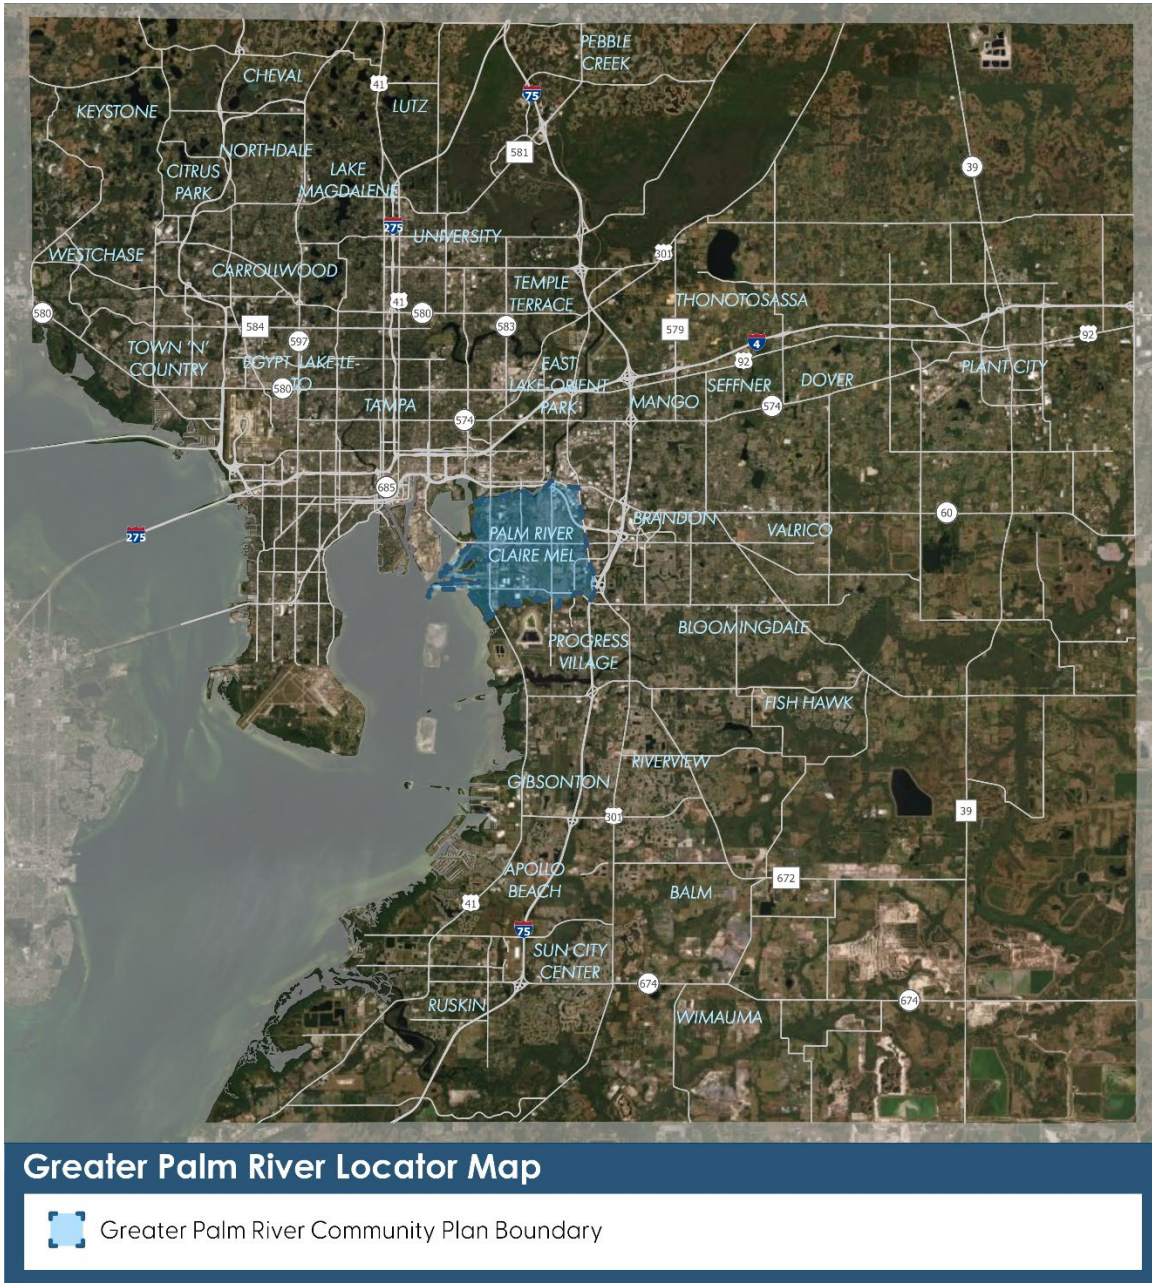 PEBBLE
CREEK
CHEVAL
41
75
LUTZ
KEYSTONE
581
NORTHDALE
CITRUS
PARK
LAKE
MAGDALENE
39
275
UNIVERSITY
WESTCHASE
301
CARROLLWOOD
TEMPLE
TERRACE
THONOTOSASSA
41
580
580
584
583
579
597
4
92
92
TOWN 'N'
COUNTRY
EGYPT LAKE-LE-
TO
580
EAST
LAKE-ORIENT
PARK
PLANT CITY
SEFFNER
DOVER
MANGO
TAMPA
574
574
685
60
BRANDON
VALRICO
275
PALM RIVER
CLAIRE MEL
BLOOMINGDALE
PROGRESS
VILLAGE
FISH HAWK
RIVERVIEW
GIBSONTON
301
39
APOLLO
BEACH
672
BALM
41
75
SUN CITY
CENTER
674
674
RUSKIN
WIMAUMA
Greater Palm River Locator Map
Greater Palm River Community Plan Boundary